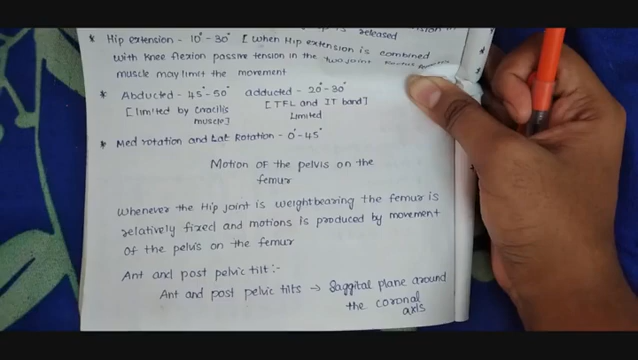 released
* Hip extension - 10° - 30° [ When Hip extension is combined
with Knee flexion passive tension in the two joint
muscle may limit the movement
* Abducted - 45° - 50° adducted - 20° - 30°
[limited by Gracilis muscle] [TFL and IT band] Limited
* Med rotation and Lat Rotation - 0° - 45°
Motion of the pelvis on the
femur
Whenever the Hip joint is weightbearing the femur is
relatively fixed and motions is produced by movement
of the pelvis on the femur
Ant and post pelvic tilt :-
Ant and post pelvic tilts → Saggital plane around
the coronal
axis